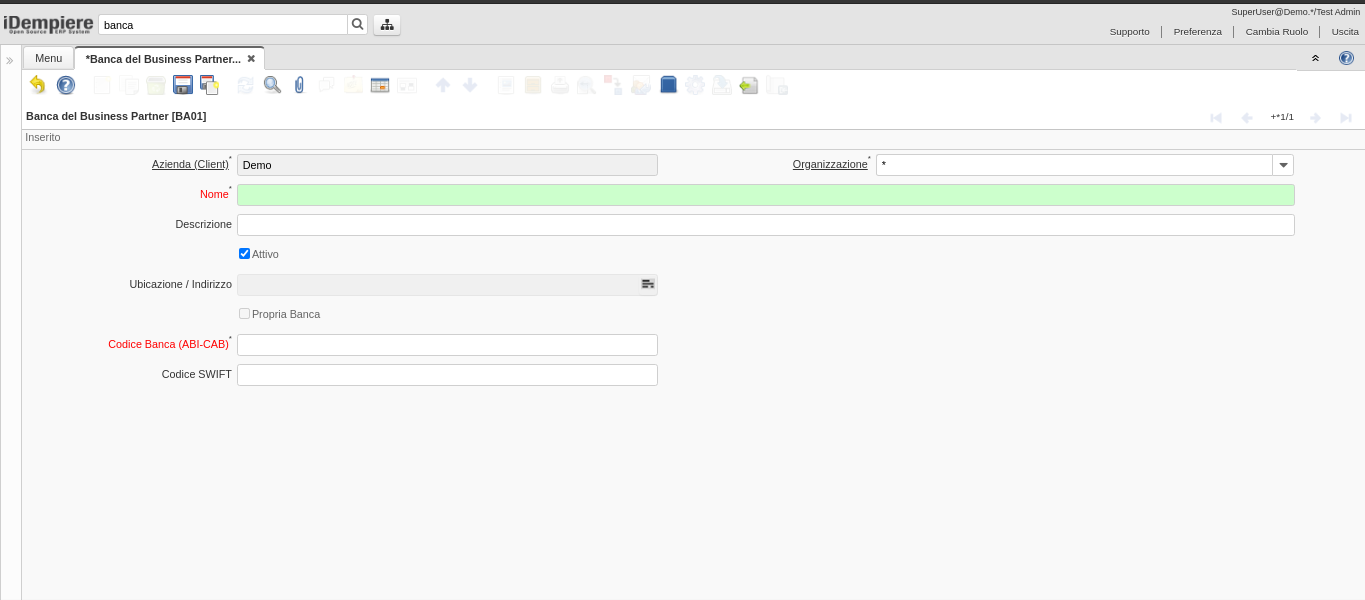 SuperUser@Demo.*/Test Admin
iDempiere
Open Source ERP System
banca
Supporto
Preferenza
Cambia Ruolo
Uscita
Menu
*Banca del Business Partner...
Banca del Business Partner [BA01]
+*1/1
Inserito
Azienda (Client)*
Demo
Organizzazione*
*
Nome*
Descrizione
Attivo
Ubicazione / Indirizzo
Propria Banca
Codice Banca (ABI-CAB)*
Codice SWIFT